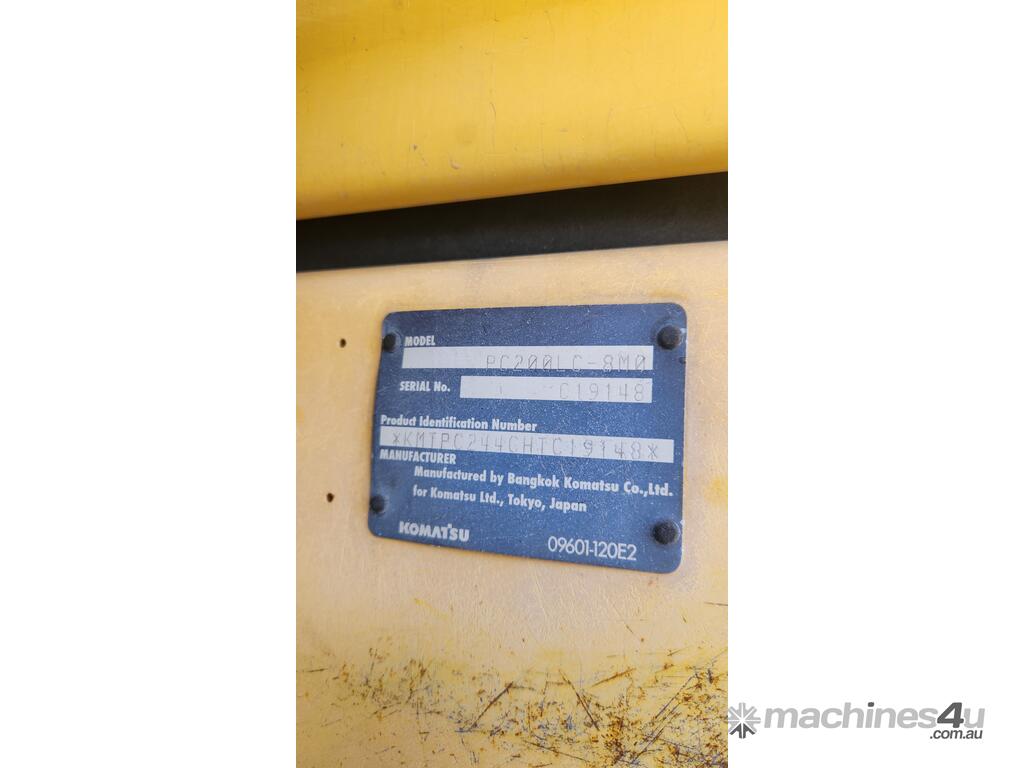 MODEL
PC200LC-8M0
SERIAL No.
C19148
Product Identification Number
*KMTPC244CHTC19148*
MANUFACTURER
Manufactured by Bangkok Komatsu Co.,Ltd.
for Komatsu Ltd., Tokyo, Japan
KOMATSU
09601-120E2
machines4u
.com.au